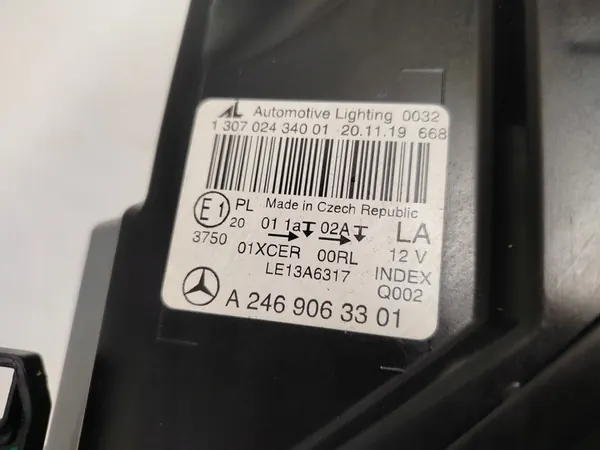 AL Automotive Lighting 0032
1 307 024 340 01 - 20.11.19 668
E1 PL Made in Czech Republic
20 01 1a 02A LA
3750 01XCER 00RL 12 V
LE13A6317 INDEX
Q002
A 246 906 33 01